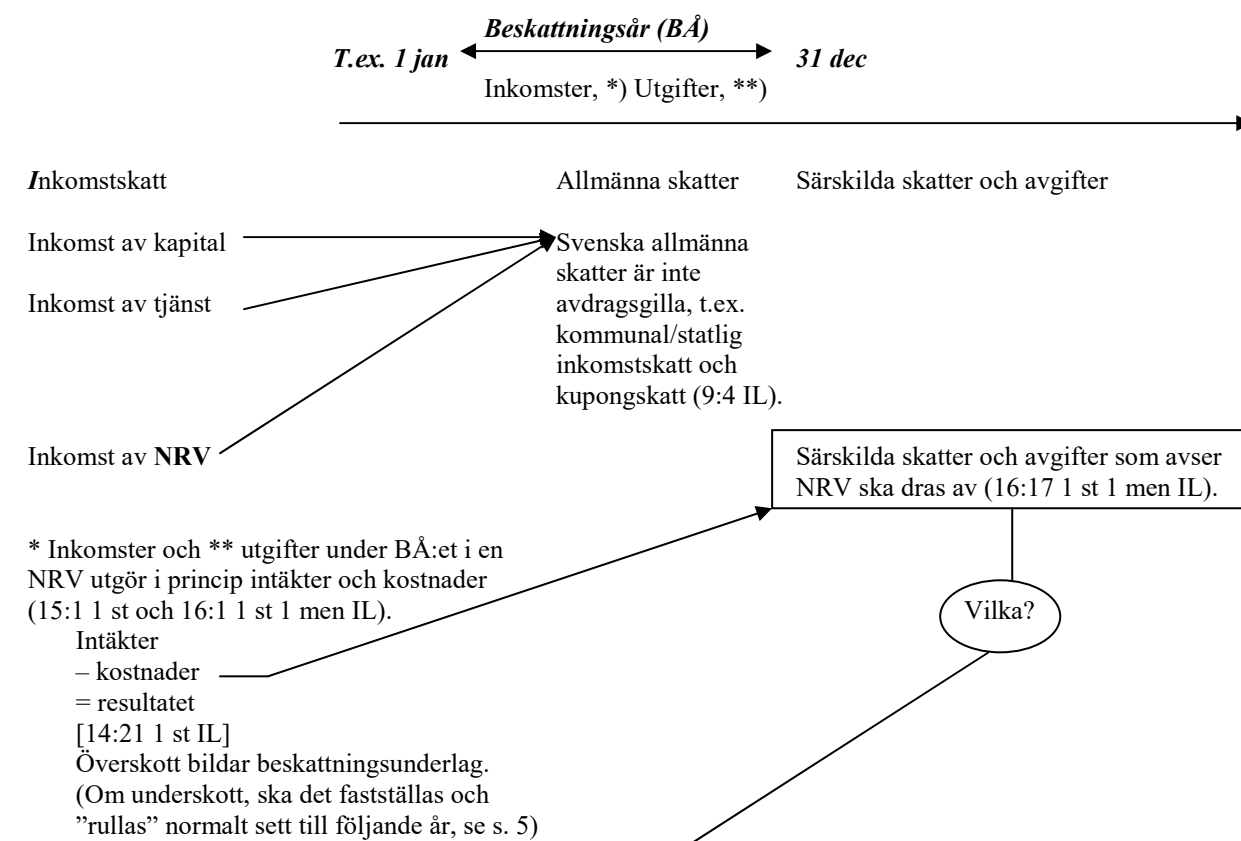 Beskattningsår (BÅ)
T.ex. 1 jan 31 dec
Inkomster, *) Utgifter, **)
Inkomstskatt Allmänna skatter Särskilda skatter och avgifter
Inkomst av kapital
Inkomst av tjänst
Inkomst av NRV
Svenska allmänna
skatter är inte
avdragsgilla, t.ex.
kommunal/statlig
inkomstskatt och
kupongskatt (9:4 IL).
Särskilda skatter och avgifter som avser
NRV ska dras av (16:17 1 st 1 men IL).
Vilka?
* Inkomster och ** utgifter under BÅ:et i en
NRV utgör i princip intäkter och kostnader
(15:1 1 st och 16:1 1 st 1 men IL).
Intäkter
– kostnader
= resultatet
[14:21 1 st IL]
Överskott bildar beskattningsunderlag.
(Om underskott, ska det fastställas och
”rullas” normalt sett till följande år, se s. 5)